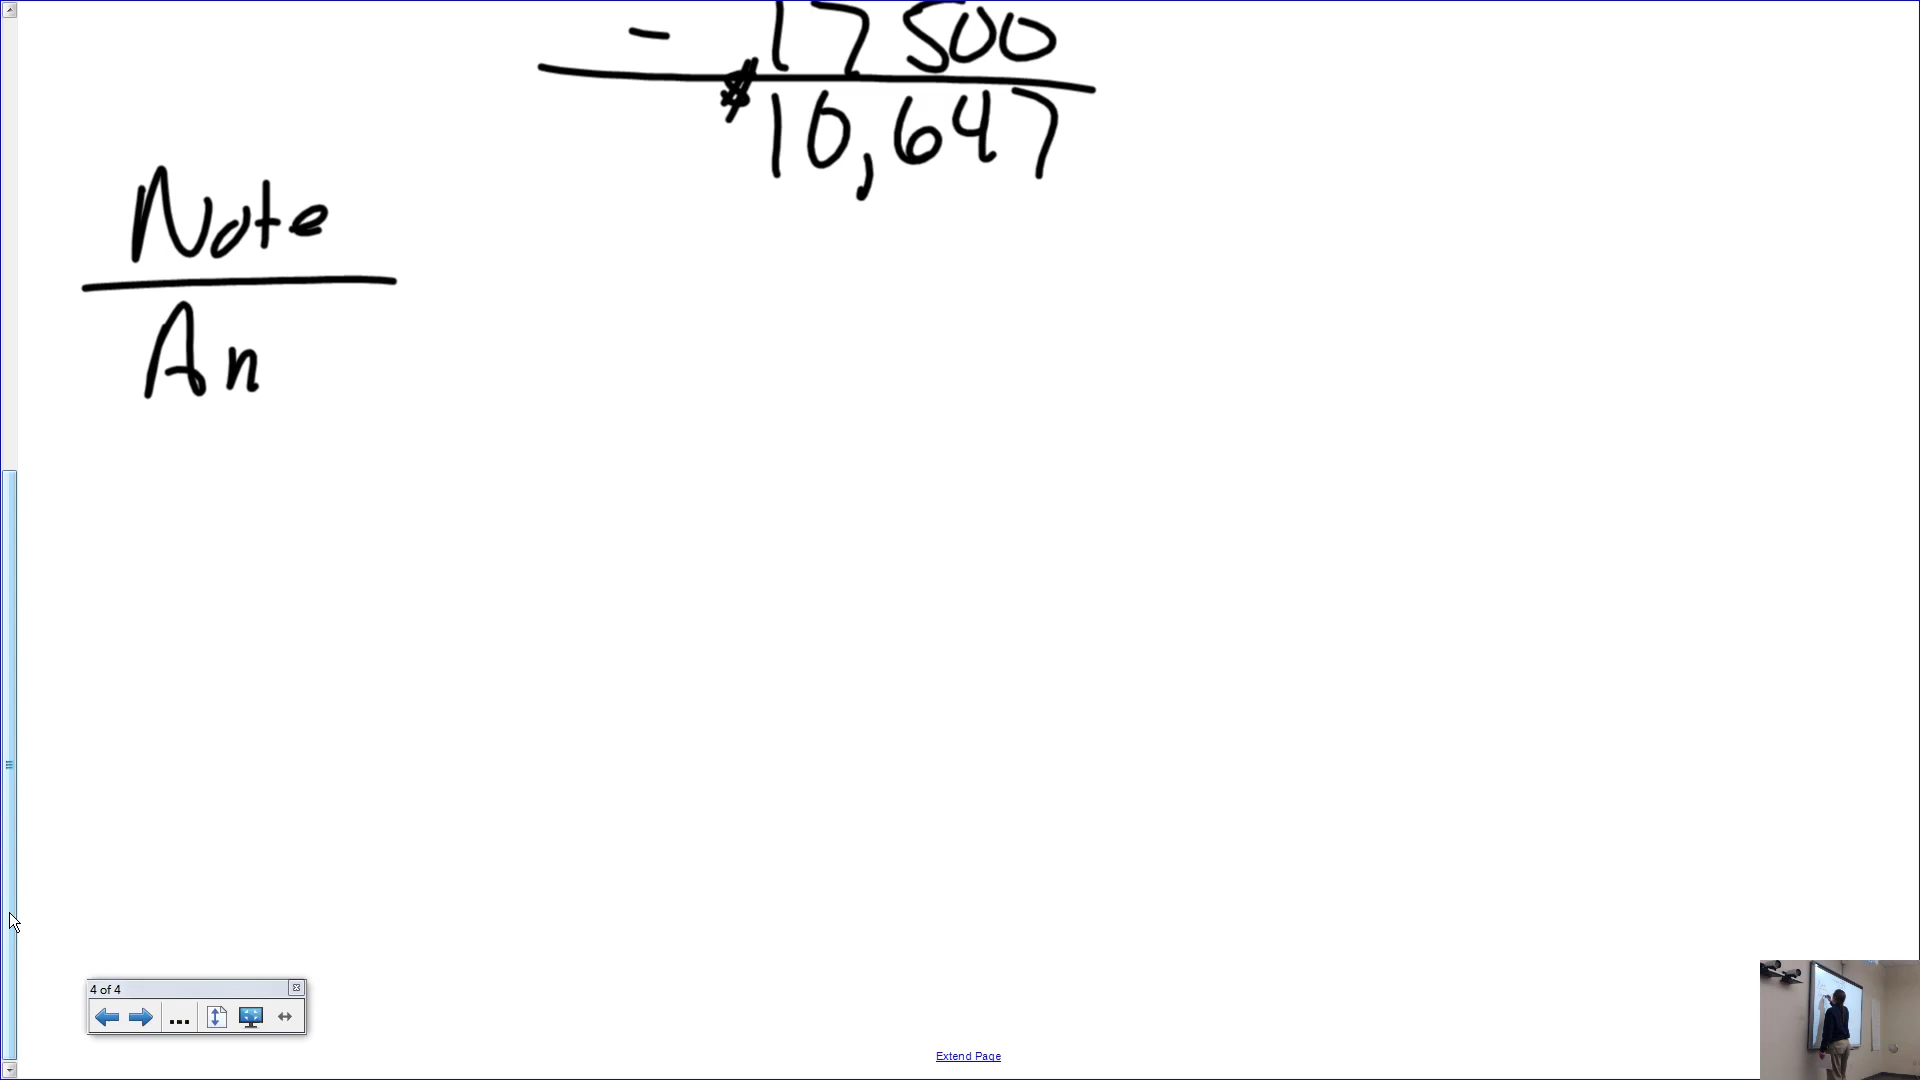 - 17 500
$10,647
Note
An
4 of 4
...
Extend Page